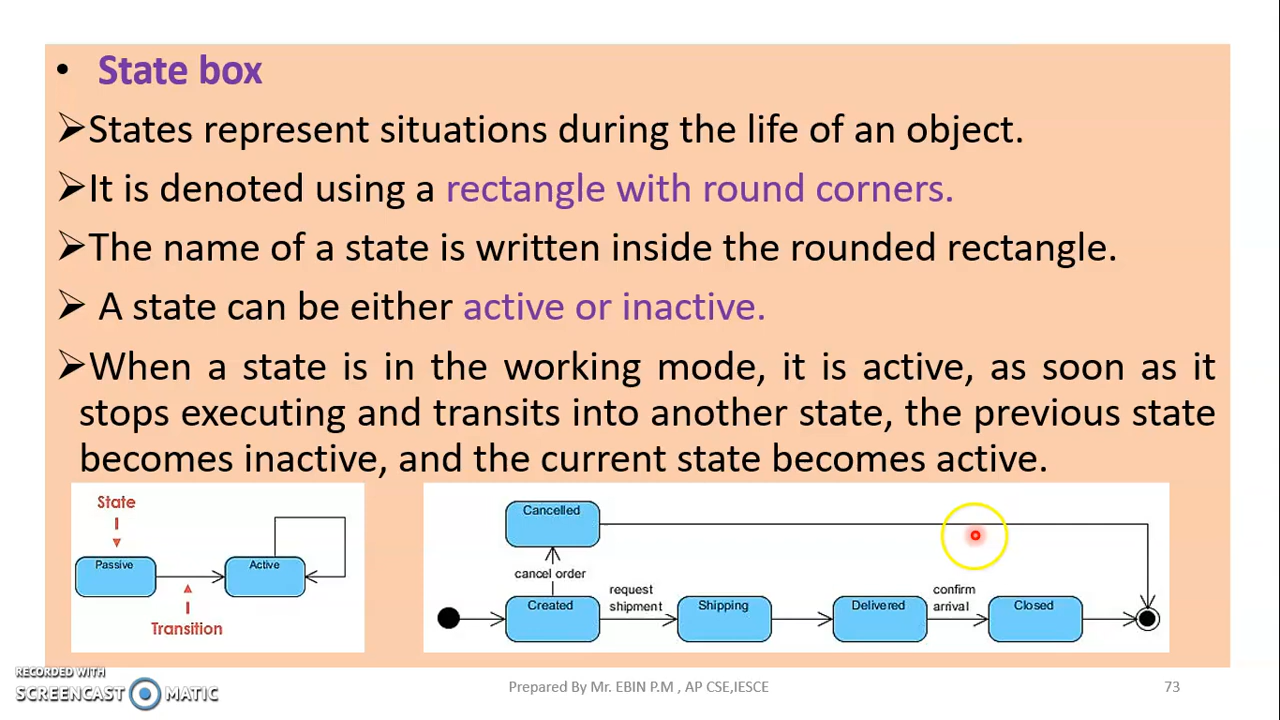 • State box
➢States represent situations during the life of an object.
➢It is denoted using a rectangle with round corners.
➢The name of a state is written inside the rounded rectangle.
➢ A state can be either active or inactive.
➢When a state is in the working mode, it is active, as soon as it
stops executing and transits into another state, the previous state
becomes inactive, and the current state becomes active.
State
Passive
Active
Transition
Cancelled
cancel order
Created
request
shipment
Shipping
Delivered
confirm
arrival
Closed
RECORDED WITH
SCREENCAST MATIC
Prepared By Mr. EBIN P.M , AP CSE,IESCE
73